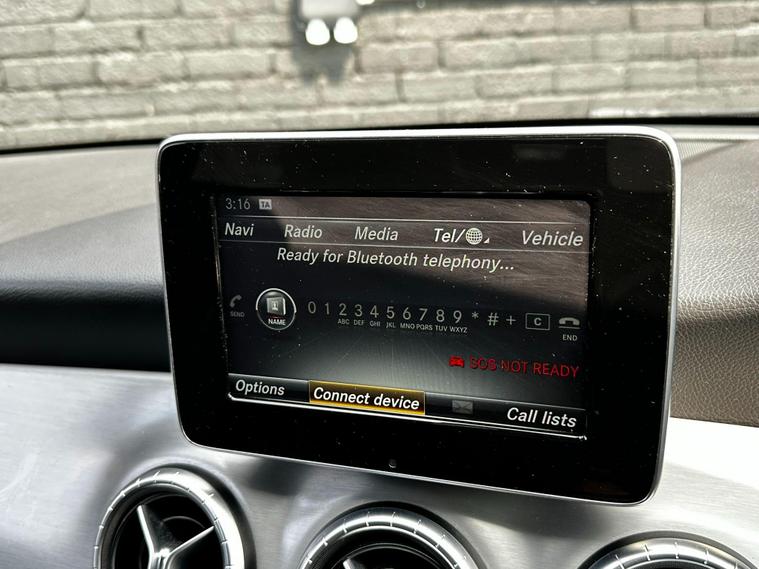 3:16 TA
Navi Radio Media Tel/ Vehicle
Ready for Bluetooth telephony...
0 1 2 3 4 5 6 7 8 9 * # + C
SEND NAME ABC DEF GHI JKL MNO PQRS TUV WXYZ END
SOS NOT READY
Options Connect device Call lists